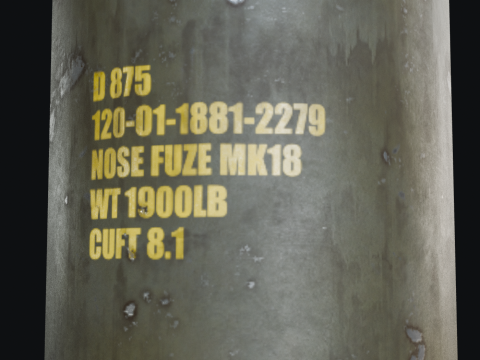 D 875
120-01-1881-2279
NOSE FUZE MK18
WT 1900LB
CUFT 8.1